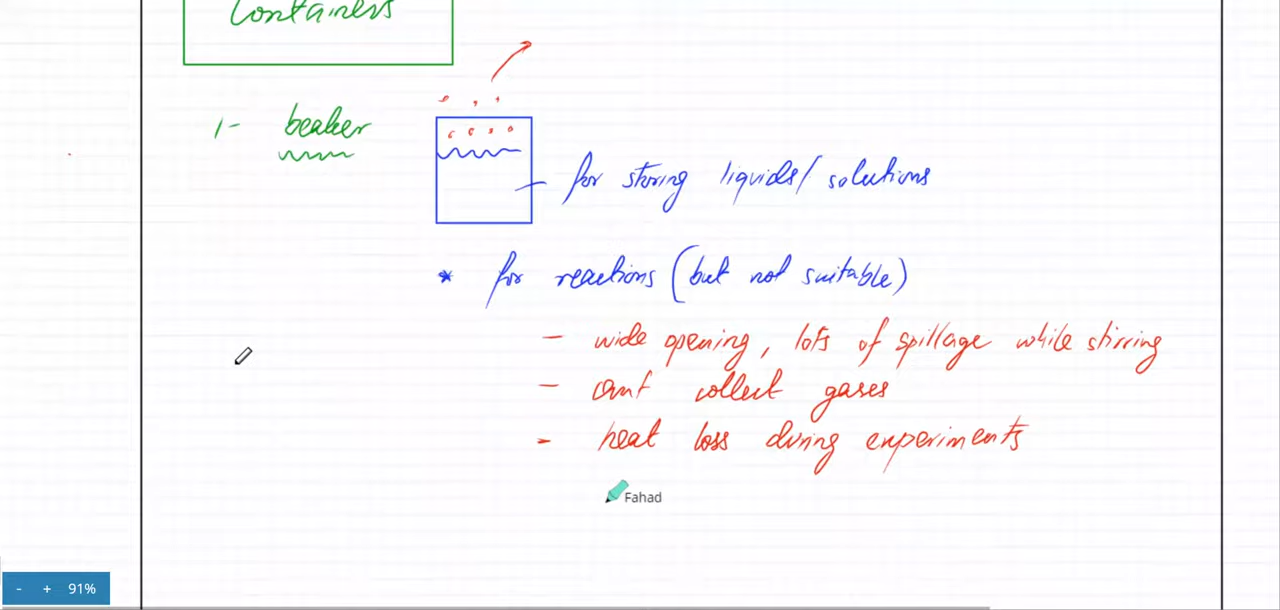 Containers
1- beaker
for storing liquids/solutions
* for reactions (but not suitable)
- wide opening, lots of spillage while stirring
- cant collect gases
- heat loss during experiments
Fahad
- + 91%